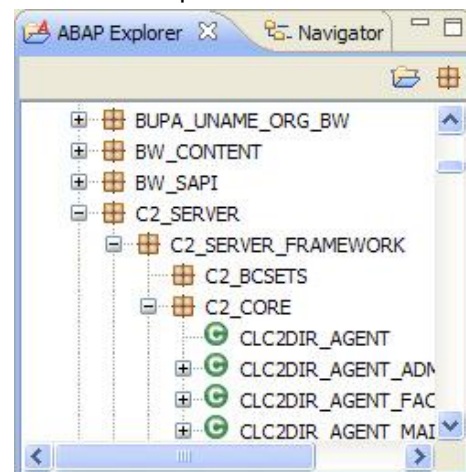 ABAP Explorer Navigator
BUPA_UNAME_ORG_BW
BW_CONTENT
BW_SAPI
C2_SERVER
C2_SERVER_FRAMEWORK
C2_BCSETS
C2_CORE
CLC2DIR_AGENT
CLC2DIR_AGENT_ADM
CLC2DIR_AGENT_FAC
CLC2DIR_AGENT_MAI